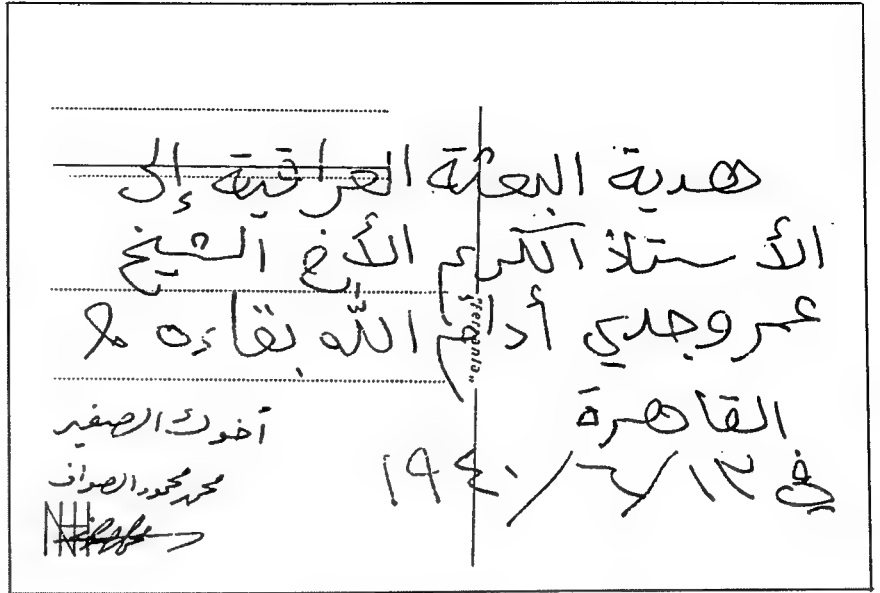 هدية البعثة العراقية إلى
الأستاذ الكريم الأخ الشيخ
عمر وجدي أدام الله بقاءه
القاهرة
في ١٣/٦/١٩٤٠
أخوك الصغير
محمد محمود الصواف
"Ferrania"